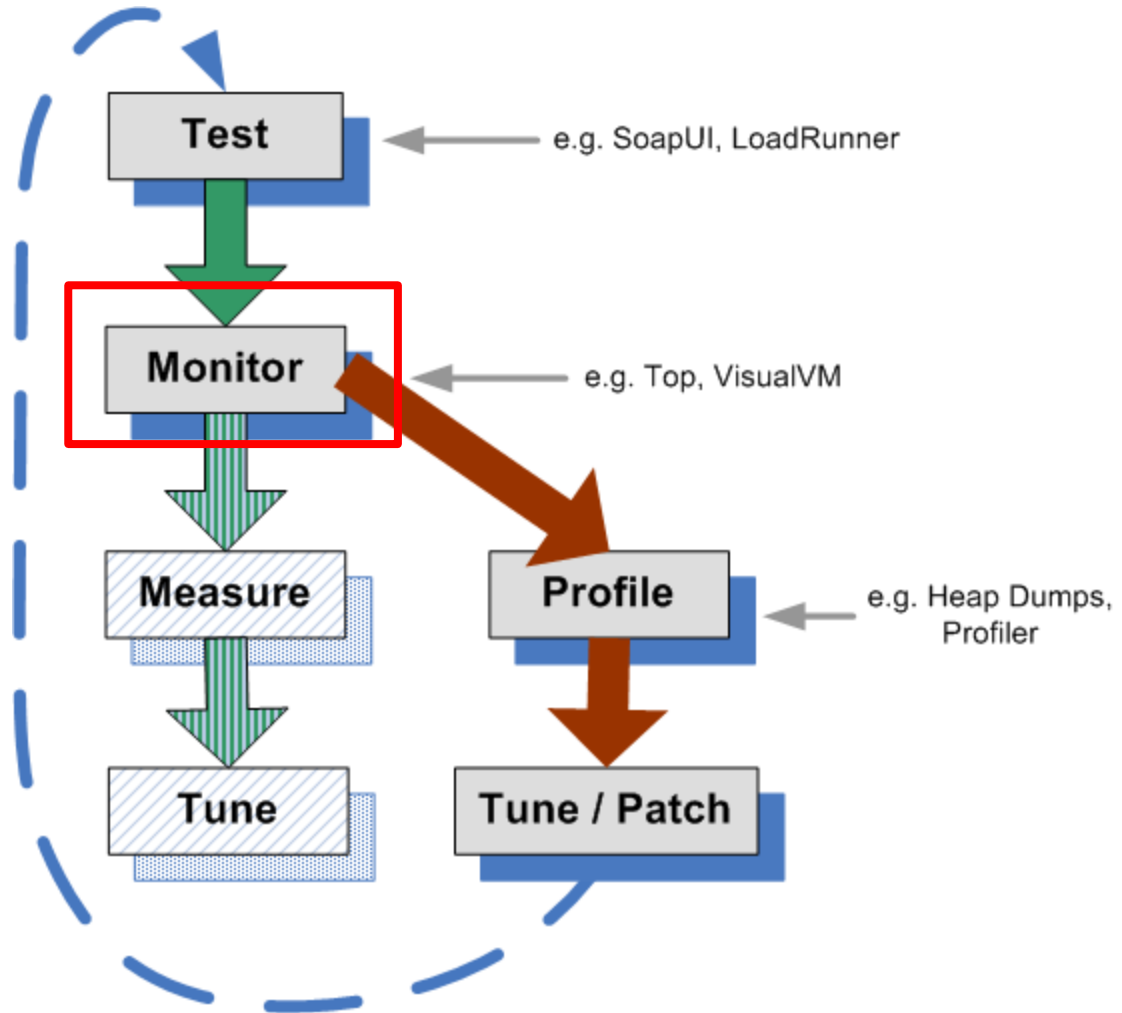 Test
e.g. SoapUI, LoadRunner
Monitor
e.g. Top, VisualVM
Measure
Profile
e.g. Heap Dumps,
Profiler
Tune
Tune / Patch